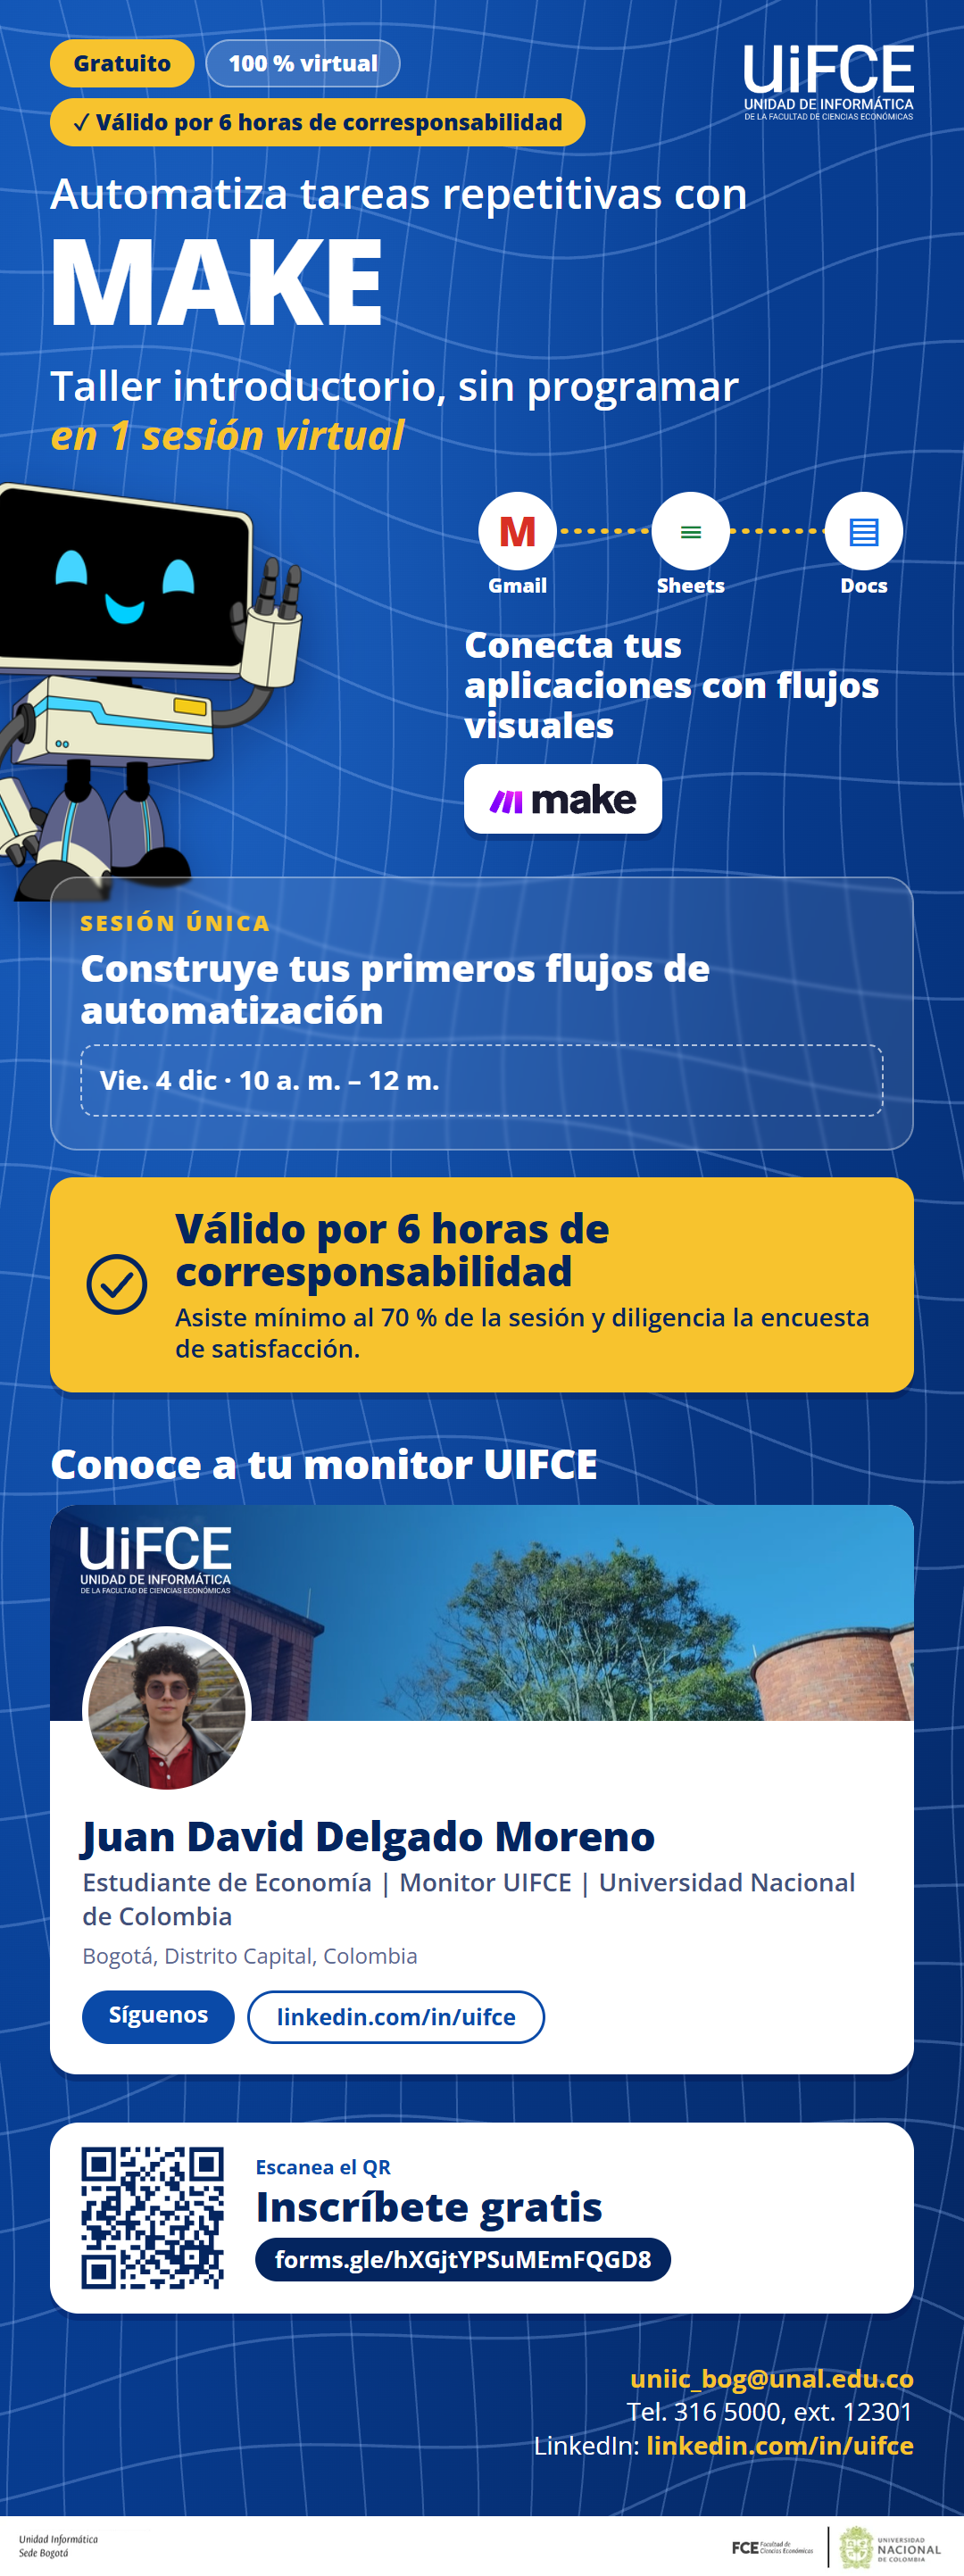 Gratuito
100 % virtual
UiFCE
UNIDAD DE INFORMÁTICA
DE LA FACULTAD DE CIENCIAS ECONÓMICAS
✓ Válido por 6 horas de corresponsabilidad
Automatiza tareas repetitivas con
MAKE
Taller introductorio, sin programar
en 1 sesión virtual
M
Gmail
Sheets
Docs
Conecta tus
aplicaciones con flujos
visuales
make
SESIÓN ÚNICA
Construye tus primeros flujos de
automatización
Vie. 4 dic · 10 a. m. – 12 m.
Válido por 6 horas de
corresponsabilidad
Asiste mínimo al 70 % de la sesión y diligencia la encuesta
de satisfacción.
Conoce a tu monitor UIFCE
UiFCE
UNIDAD DE INFORMÁTICA
DE LA FACULTAD DE CIENCIAS ECONÓMICAS
Juan David Delgado Moreno
Estudiante de Economía | Monitor UIFCE | Universidad Nacional
de Colombia
Bogotá, Distrito Capital, Colombia
Síguenos
linkedin.com/in/uifce
Escanea el QR
Inscríbete gratis
forms.gle/hXGjtYPSuMEmFQGD8
uniic_bog@unal.edu.co
Tel. 316 5000, ext. 12301
LinkedIn: linkedin.com/in/uifce
Unidad Informática
Sede Bogotá
FCE Facultad de
Ciencias Económicas
UNIVERSIDAD
NACIONAL
DE COLOMBIA